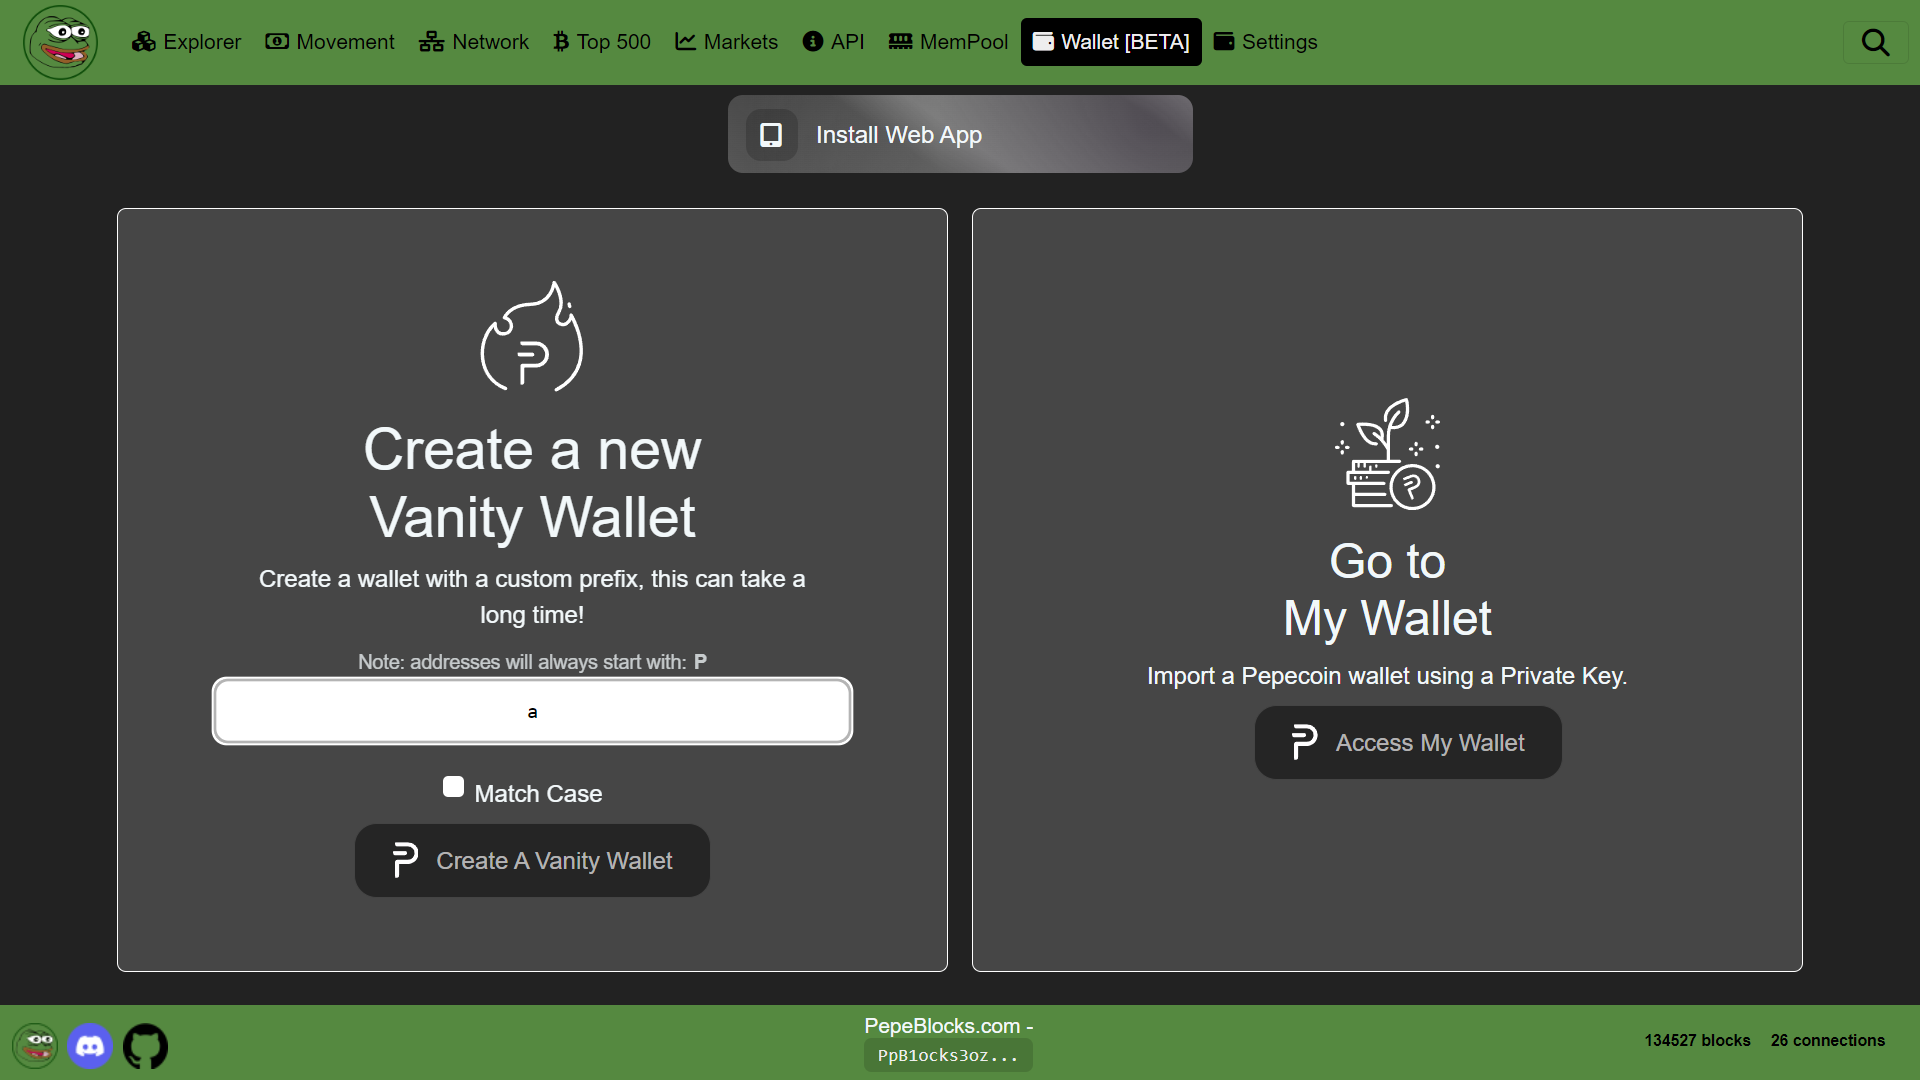 Explorer Movement Network Top 500 Markets API MemPool Wallet [BETA] Settings
Install Web App
Create a new
Vanity Wallet
Create a wallet with a custom prefix, this can take a
long time!
Note: addresses will always start with: P
a
Match Case
Create A Vanity Wallet
Go to
My Wallet
Import a Pepecoin wallet using a Private Key.
Access My Wallet
PepeBlocks.com -
PpB1ocks3oz...
134527 blocks 26 connections